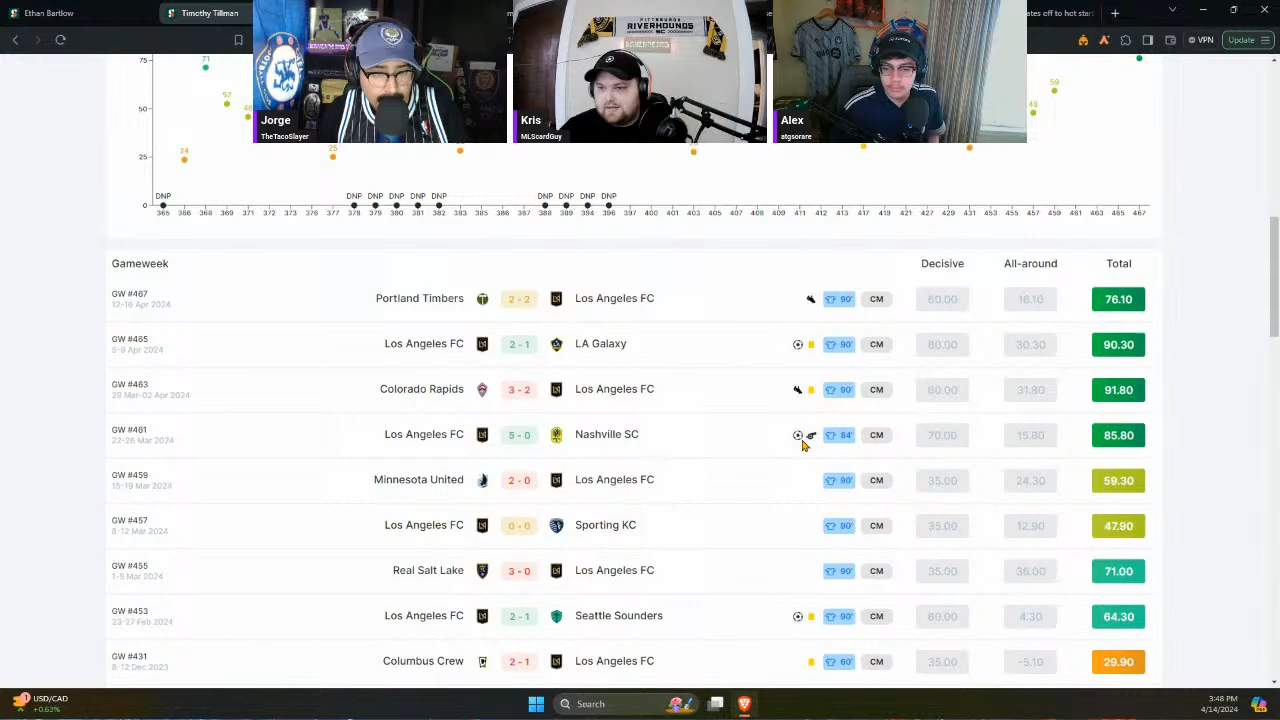 Ethan Bartlow
Timothy Tillman
ates off to hot start
VPN
Update
PITTSBURGH
RIVERHOUNDS
SC
Jorge
TheTacoSlayer
Kris
MLScardGuy
Alex
atgsorare
75 71 52 50 24 25 25 0 59 48
DNP DNP DNP DNP DNP DNP DNP DNP DNP DNP
365 366 368 369 371 372 373 374 376 377 378 379 380 381 382 383 385 386 387 388 389 394 396 397 400 401 403 405 407 408 409 411 412 413 417 419 421 427 429 431 453 455 457 459 461 463 465 467
Gameweek Decisive All-around Total
GW #467
12-16 Apr 2024
Portland Timbers 2 - 2 Los Angeles FC 90' CM 60.00 16.10 76.10
GW #465
5-9 Apr 2024
Los Angeles FC 2 - 1 LA Galaxy 90' CM 60.00 30.30 90.30
GW #463
29 Mar-02 Apr 2024
Colorado Rapids 3 - 2 Los Angeles FC 90' CM 60.00 31.80 91.80
GW #461
22-26 Mar 2024
Los Angeles FC 5 - 0 Nashville SC 84' CM 70.00 15.80 85.80
GW #459
15-19 Mar 2024
Minnesota United 2 - 0 Los Angeles FC 90' CM 35.00 24.30 59.30
GW #457
8-12 Mar 2024
Los Angeles FC 0 - 0 Sporting KC 90' CM 35.00 12.90 47.90
GW #455
1-5 Mar 2024
Real Salt Lake 3 - 0 Los Angeles FC 90' CM 35.00 36.00 71.00
GW #453
23-27 Feb 2024
Los Angeles FC 2 - 1 Seattle Sounders 90' CM 60.00 4.30 64.30
GW #431
8-12 Dec 2023
Columbus Crew 2 - 1 Los Angeles FC 60' CM 35.00 -5.10 29.90
USD/CAD
+0.63%
Search
3:48 PM
4/14/2024